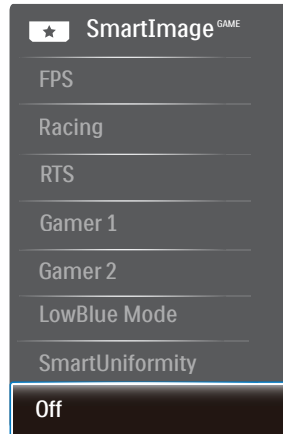 SmartImage GAME
FPS
Racing
RTS
Gamer 1
Gamer 2
LowBlue Mode
SmartUniformity
Off